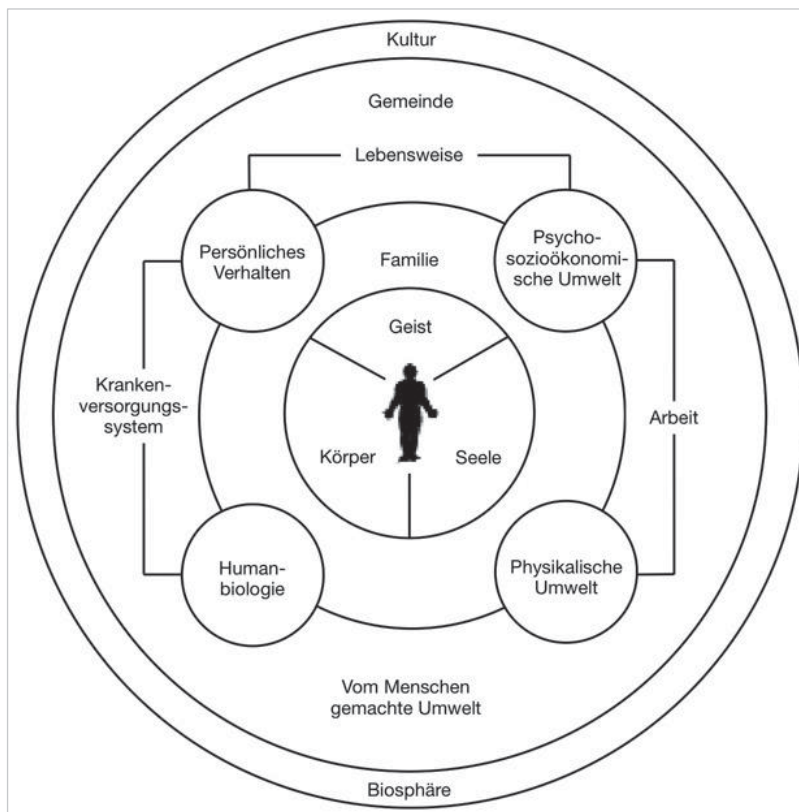 Kultur
Gemeinde
Lebensweise
Persönliches
Verhalten
Psycho-
sozioökonomi-
sche Umwelt
Familie
Geist
Kranken-
versorgungs-
system
Arbeit
Körper
Seele
Human-
biologie
Physikalische
Umwelt
Vom Menschen
gemachte Umwelt
Biosphäre